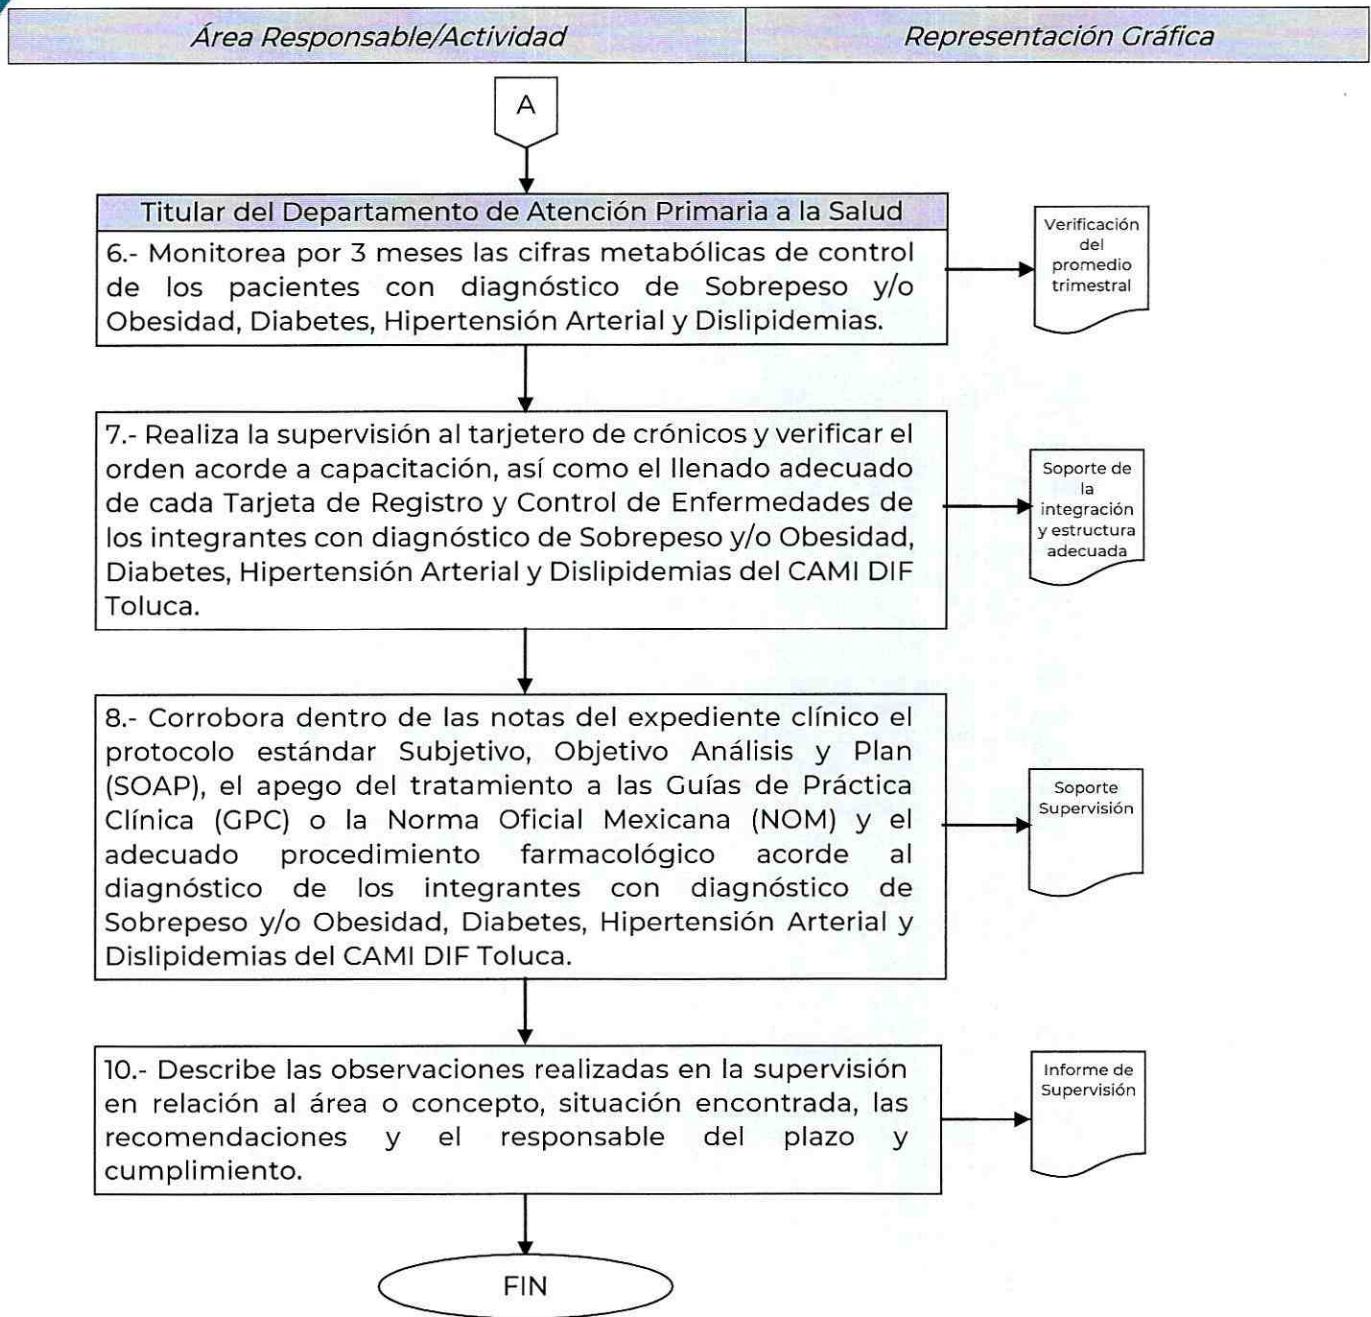 Área Responsable/Actividad
Representación Gráfica
A
Titular del Departamento de Atención Primaria a la Salud
6.- Monitorea por 3 meses las cifras metabólicas de control
de los pacientes con diagnóstico de Sobrepeso y/o
Obesidad, Diabetes, Hipertensión Arterial y Dislipidemias.
Verificación
del
promedio
trimestral
7.- Realiza la supervisión al tarjetero de crónicos y verificar el
orden acorde a capacitación, así como el llenado adecuado
de cada Tarjeta de Registro y Control de Enfermedades de
los integrantes con diagnóstico de Sobrepeso y/o Obesidad,
Diabetes, Hipertensión Arterial y Dislipidemias del CAMI DIF
Toluca.
Soporte de
la
integración
y estructura
adecuada
8.- Corrobora dentro de las notas del expediente clínico el
protocolo estándar Subjetivo, Objetivo Análisis y Plan
(SOAP), el apego del tratamiento a las Guías de Práctica
Clínica (GPC) o la Norma Oficial Mexicana (NOM) y el
adecuado procedimiento farmacológico acorde al
diagnóstico de los integrantes con diagnóstico de
Sobrepeso y/o Obesidad, Diabetes, Hipertensión Arterial y
Dislipidemias del CAMI DIF Toluca.
Soporte
Supervisión
10.- Describe las observaciones realizadas en la supervisión
en relación al área o concepto, situación encontrada, las
recomendaciones y el responsable del plazo y
cumplimiento.
Informe de
Supervisión
FIN